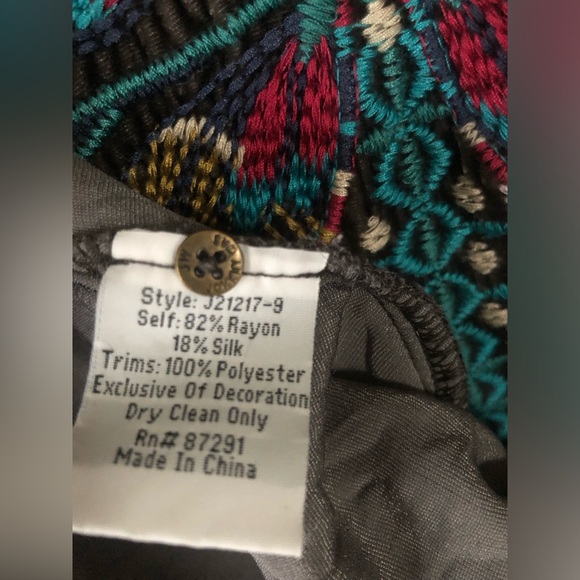 Style: J21217-9
Self: 82% Rayon
18% Silk
Trims: 100% Polyester
Exclusive Of Decoration
Dry Clean Only
Rn# 87291
Made In China